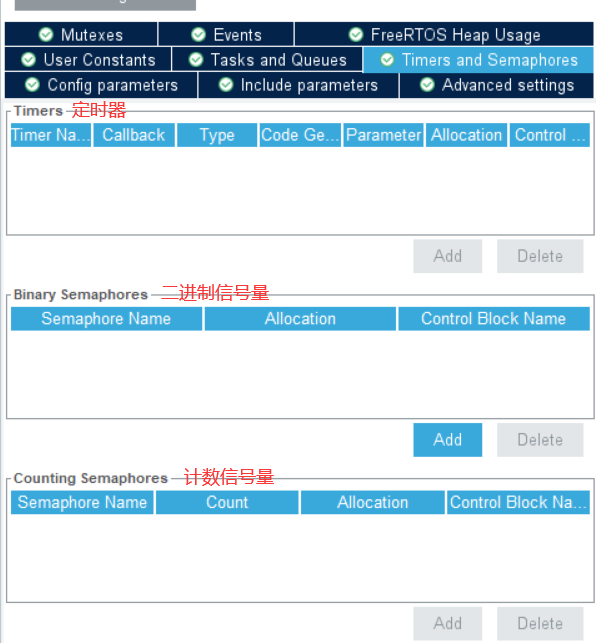 Mutexes Events FreeRTOS Heap Usage
User Constants Tasks and Queues Timers and Semaphores
Config parameters Include parameters Advanced settings
Timers 定时器
Timer Na... Callback Type Code Ge... Parameter Allocation Control ...
Add Delete
Binary Semaphores 二进制信号量
Semaphore Name Allocation Control Block Name
Add Delete
Counting Semaphores 计数信号量
Semaphore Name Count Allocation Control Block Na...
Add Delete